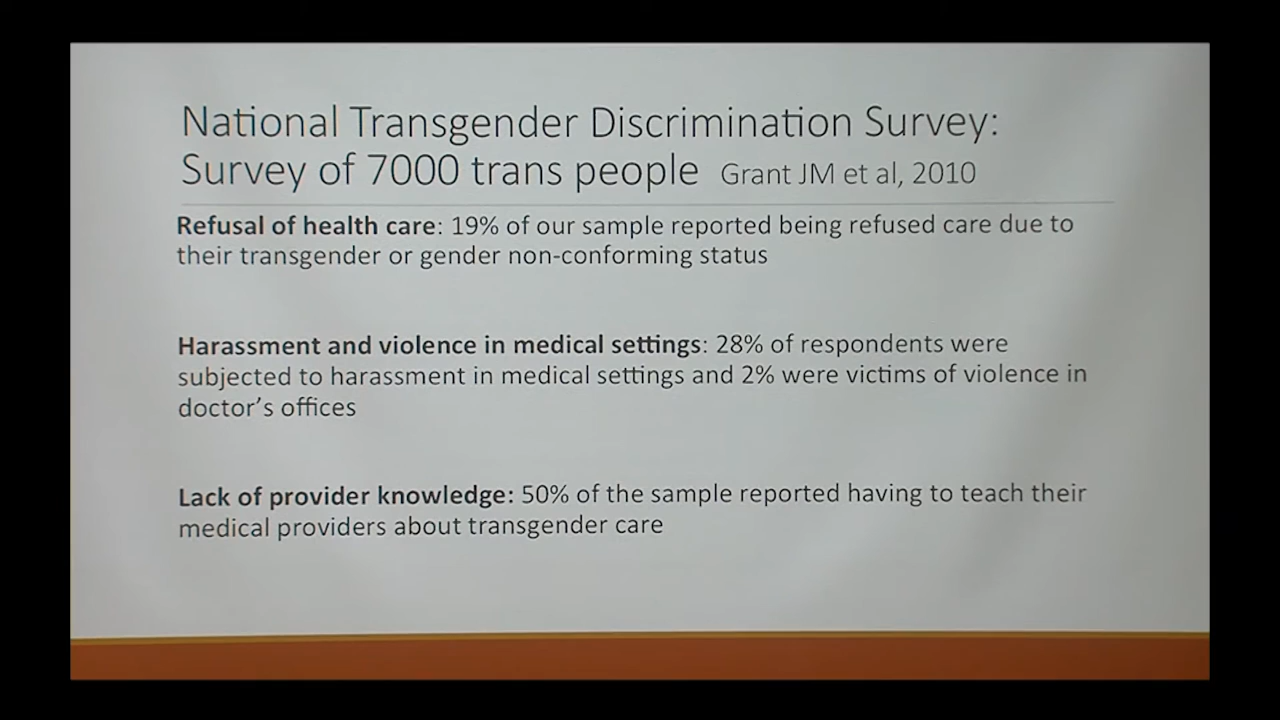 National Transgender Discrimination Survey:
Survey of 7000 trans people Grant JM et al, 2010
Refusal of health care: 19% of our sample reported being refused care due to
their transgender or gender non-conforming status
Harassment and violence in medical settings: 28% of respondents were
subjected to harassment in medical settings and 2% were victims of violence in
doctor’s offices
Lack of provider knowledge: 50% of the sample reported having to teach their
medical providers about transgender care